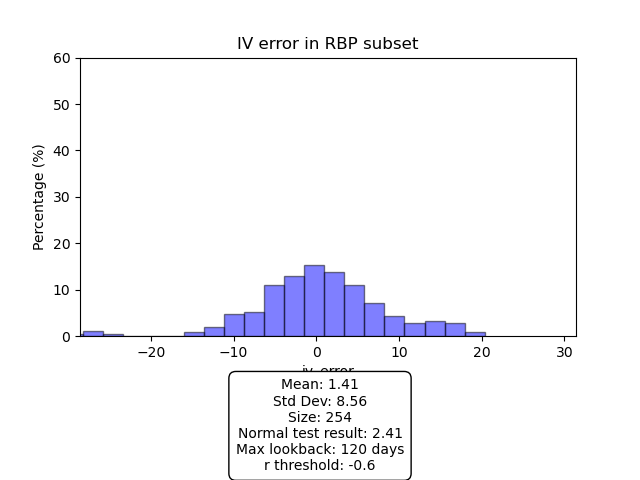 IV error in RBP subset
Percentage (%)
60
50
40
30
20
10
0
−20
−10
0
10
20
30
iv_error
Mean: 1.41
Std Dev: 8.56
Size: 254
Normal test result: 2.41
Max lookback: 120 days
r threshold: -0.6